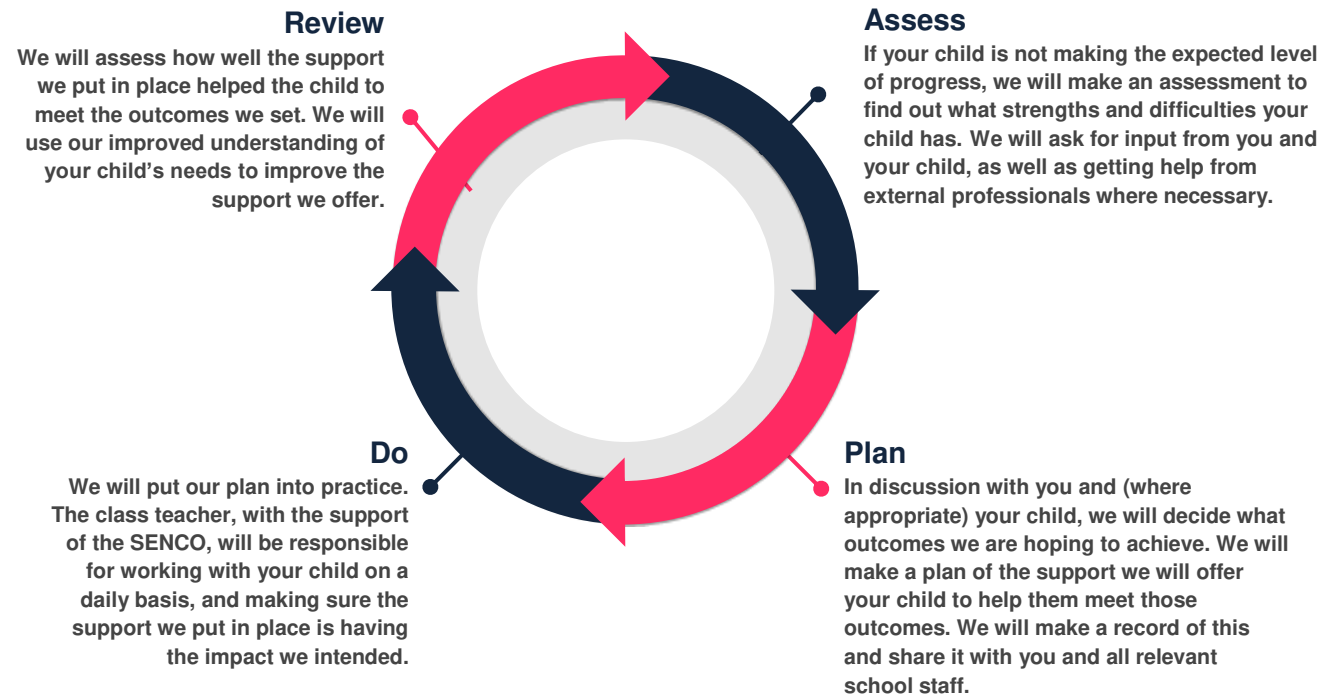 Review
We will assess how well the support
we put in place helped the child to
meet the outcomes we set. We will
use our improved understanding of
your child’s needs to improve the
support we offer.
Assess
If your child is not making the expected level
of progress, we will make an assessment to
find out what strengths and difficulties your
child has. We will ask for input from you and
your child, as well as getting help from
external professionals where necessary.
Do
We will put our plan into practice.
The class teacher, with the support
of the SENCO, will be responsible
for working with your child on a
daily basis, and making sure the
support we put in place is having
the impact we intended.
Plan
In discussion with you and (where
appropriate) your child, we will decide what
outcomes we are hoping to achieve. We will
make a plan of the support we will offer
your child to help them meet those
outcomes. We will make a record of this
and share it with you and all relevant
school staff.